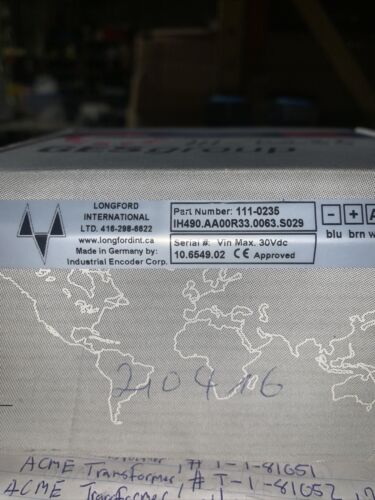 LONGFORD
INTERNATIONAL
LTD. 416-298-6622
www.longfordint.ca
Made in Germany by:
Industrial Encoder Corp.
Part Number: 111-0235
IH490.AA00R33.0063.S029
Serial #: Vin Max. 30Vdc
10.6549.02 CE Approved
- + A
blu brn w
210416
ACME Transformer, # T-1-81051
ACME Transformer, # T-1-81052